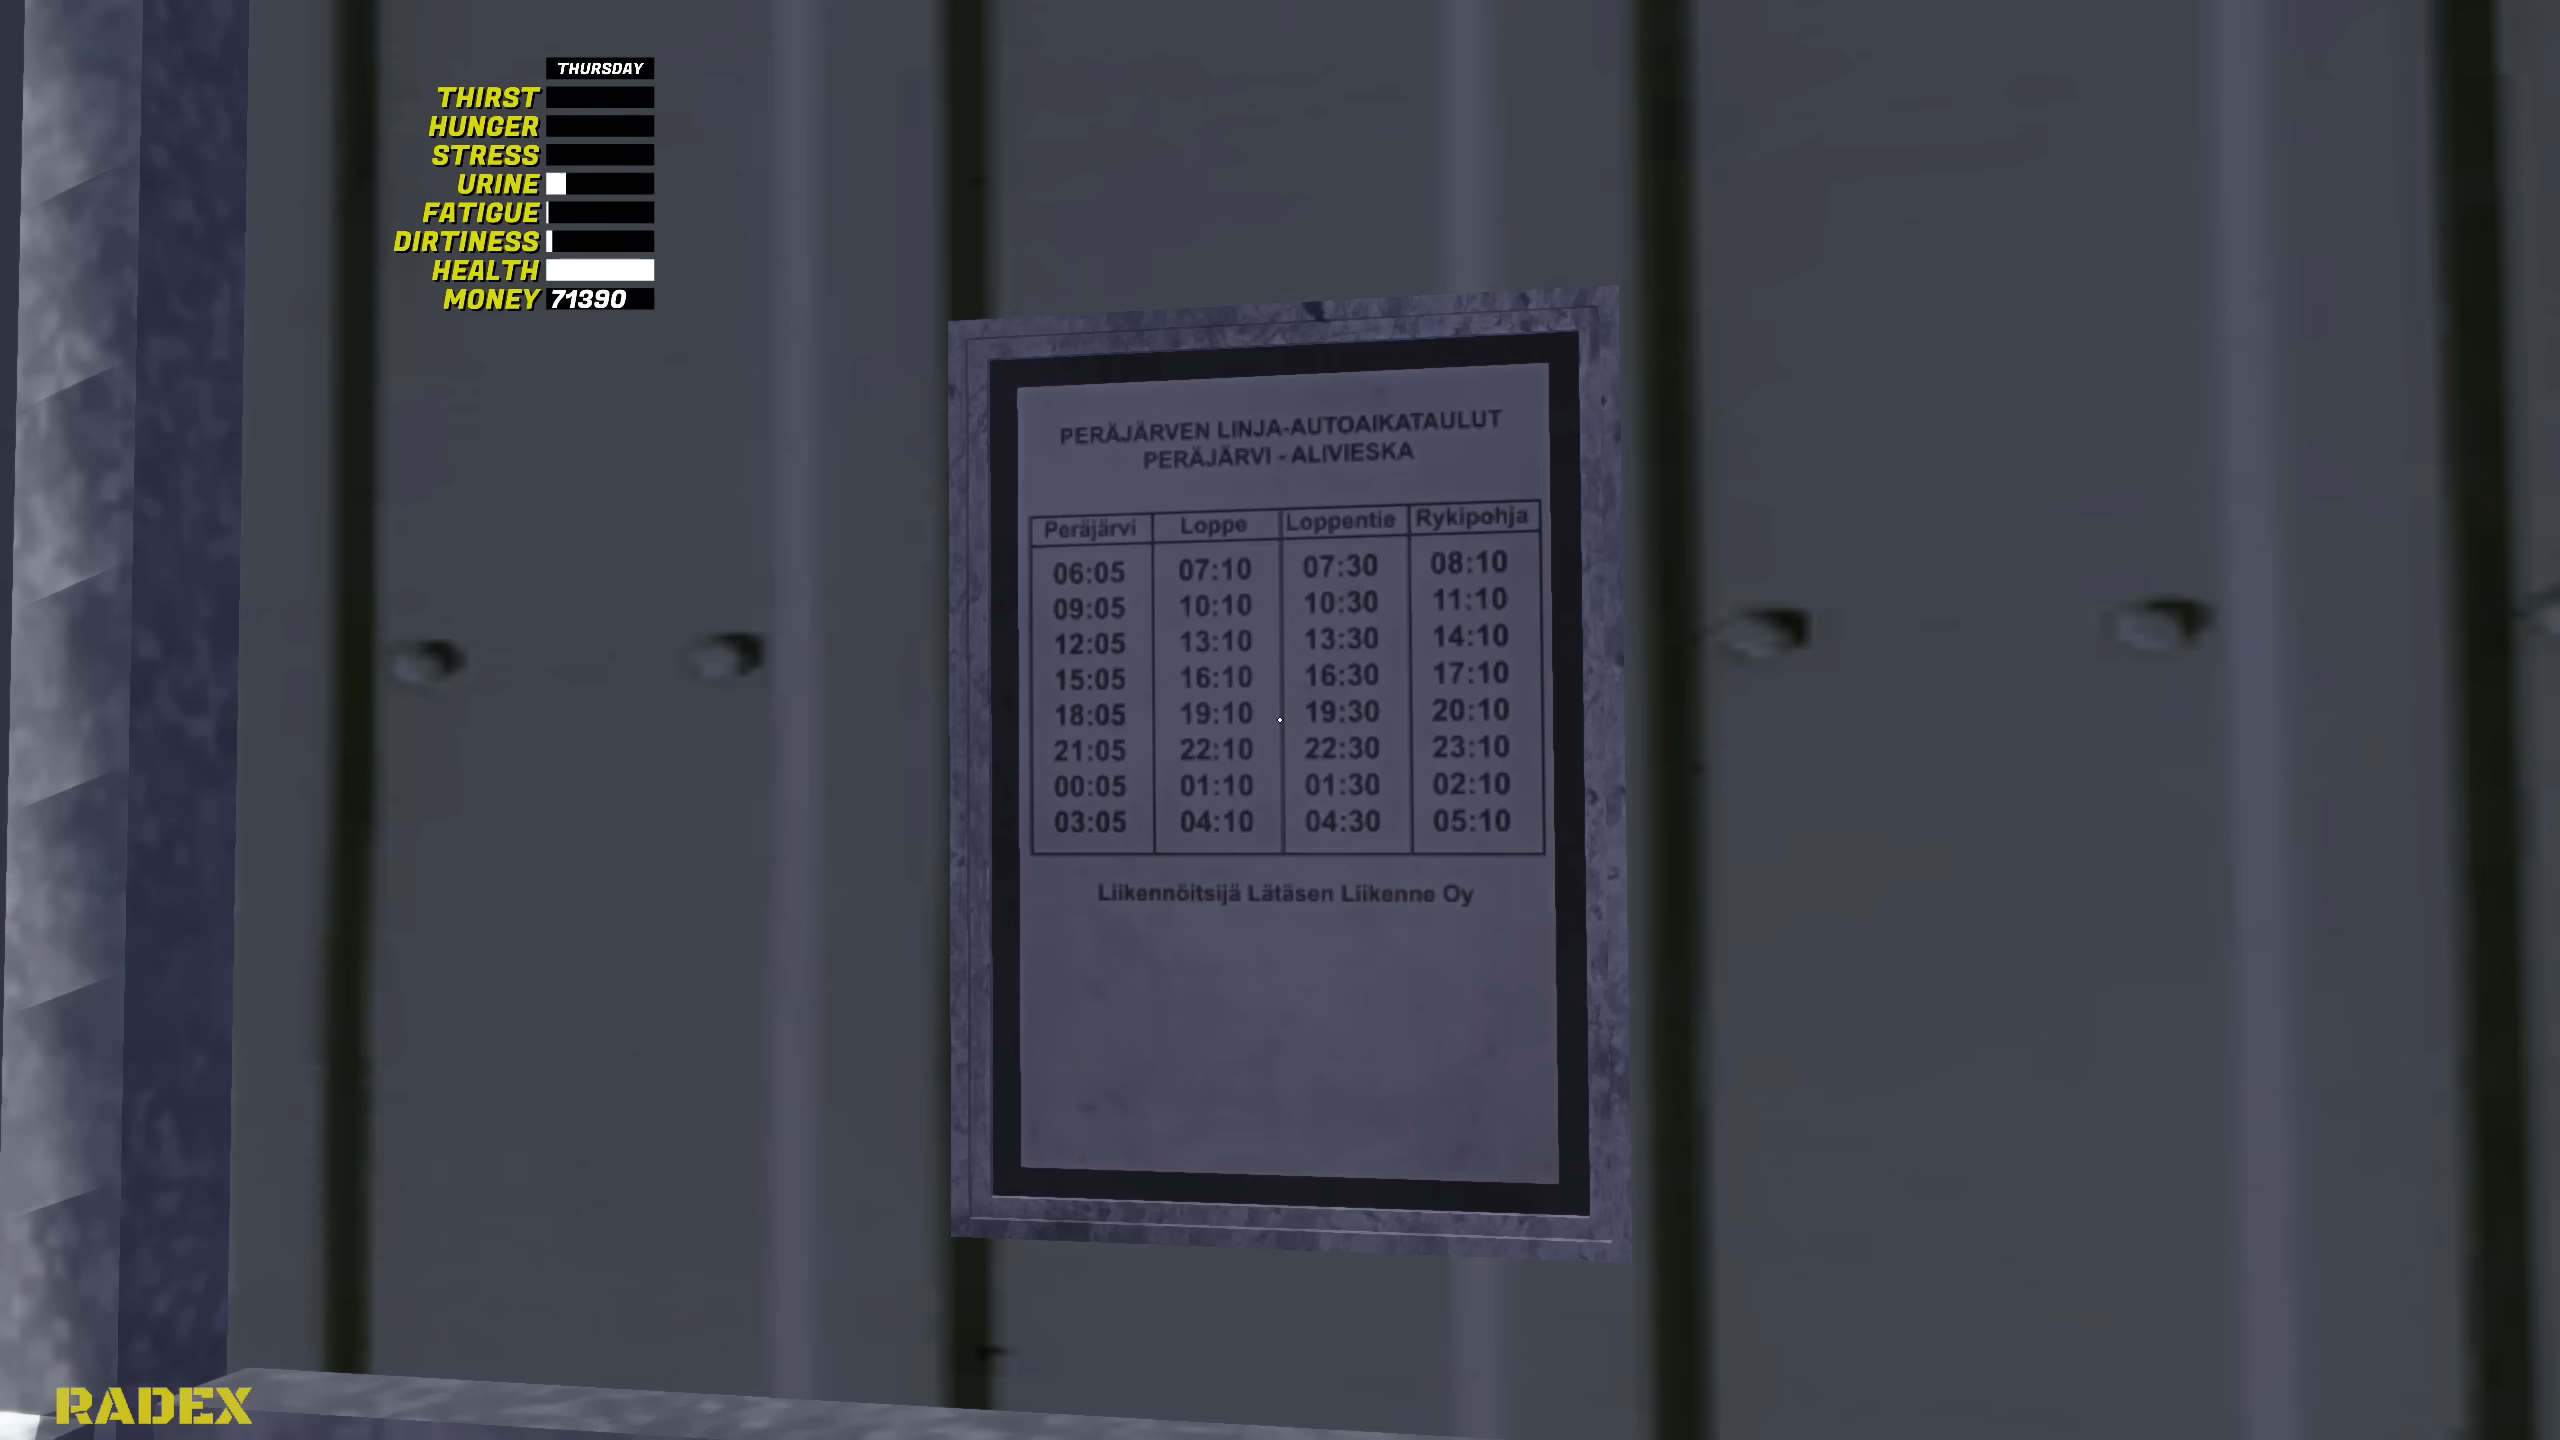 THURSDAY
THIRST
HUNGER
STRESS
URINE
FATIGUE
DIRTINESS
HEALTH
MONEY 71390
PERÄJÄRVEN LINJA-AUTOAIKATAULUT
PERÄJÄRVI - ALIVIESKA
Peräjärvi Loppe Loppentie Rykipohja
06:05 07:10 07:30 08:10
09:05 10:10 10:30 11:10
12:05 13:10 13:30 14:10
15:05 16:10 16:30 17:10
18:05 19:10 19:30 20:10
21:05 22:10 22:30 23:10
00:05 01:10 01:30 02:10
03:05 04:10 04:30 05:10
Liikennöitsijä Lätäsen Liikenne Oy
RADEX